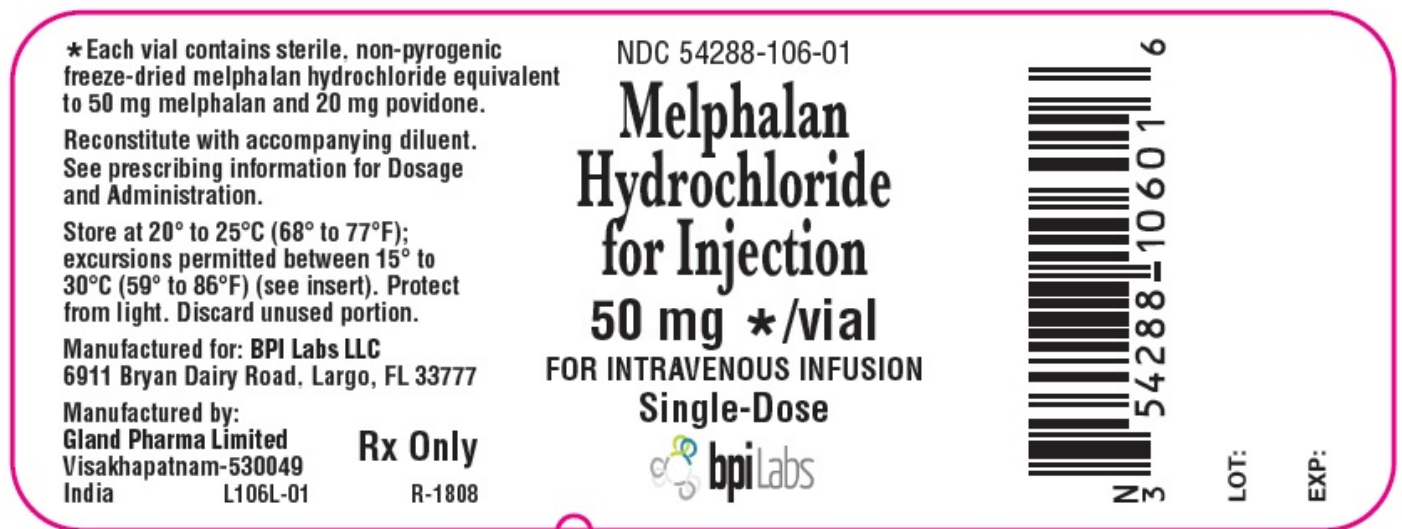 *Each vial contains sterile, non-pyrogenic
freeze-dried melphalan hydrochloride equivalent
to 50 mg melphalan and 20 mg povidone.
Reconstitute with accompanying diluent.
See prescribing information for Dosage
and Administration.
Store at 20° to 25°C (68° to 77°F);
excursions permitted between 15° to
30°C (59° to 86°F) (see insert). Protect
from light. Discard unused portion.
Manufactured for: BPI Labs LLC
6911 Bryan Dairy Road, Largo, FL 33777
Manufactured by:
Gland Pharma Limited
Visakhapatnam-530049
India L106L-01 R-1808
Rx Only
NDC 54288-106-01
Melphalan
Hydrochloride
for Injection
50 mg */vial
FOR INTRAVENOUS INFUSION
Single-Dose
bpi Labs
N
3 54288-10601 6
LOT:
EXP: